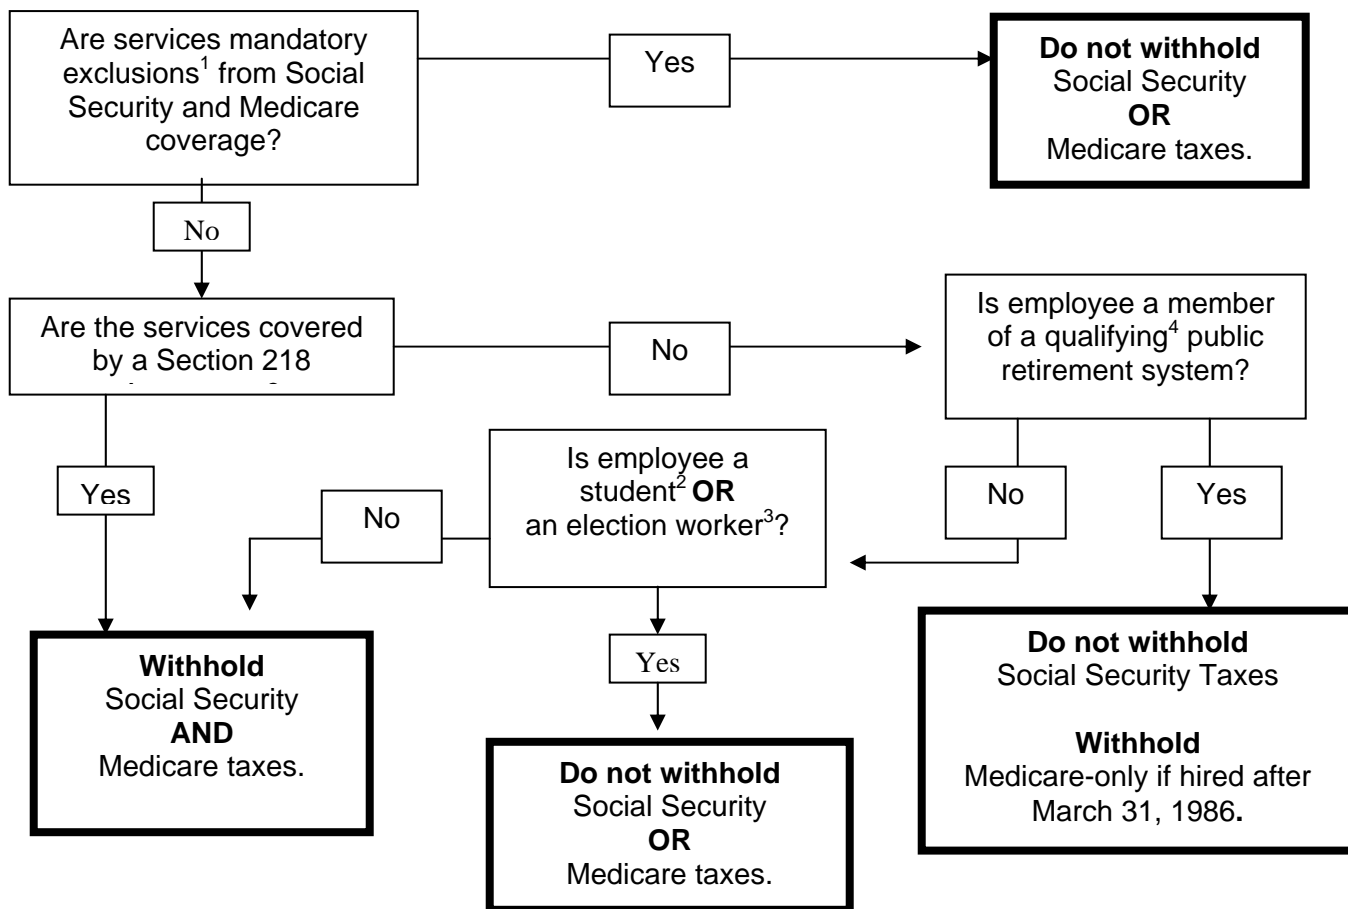 Are services mandatory
exclusions¹ from Social
Security and Medicare
coverage?
Yes
Do not withhold
Social Security
OR
Medicare taxes.
No
Are the services covered
by a Section 218
No
Is employee a member
of a qualifying⁴ public
retirement system?
Yes
No
Is employee a
student² OR
an election worker³?
No
Yes
Withhold
Social Security
AND
Medicare taxes.
Yes
Do not withhold
Social Security
OR
Medicare taxes.
Do not withhold
Social Security Taxes
Withhold
Medicare-only if hired after
March 31, 1986.